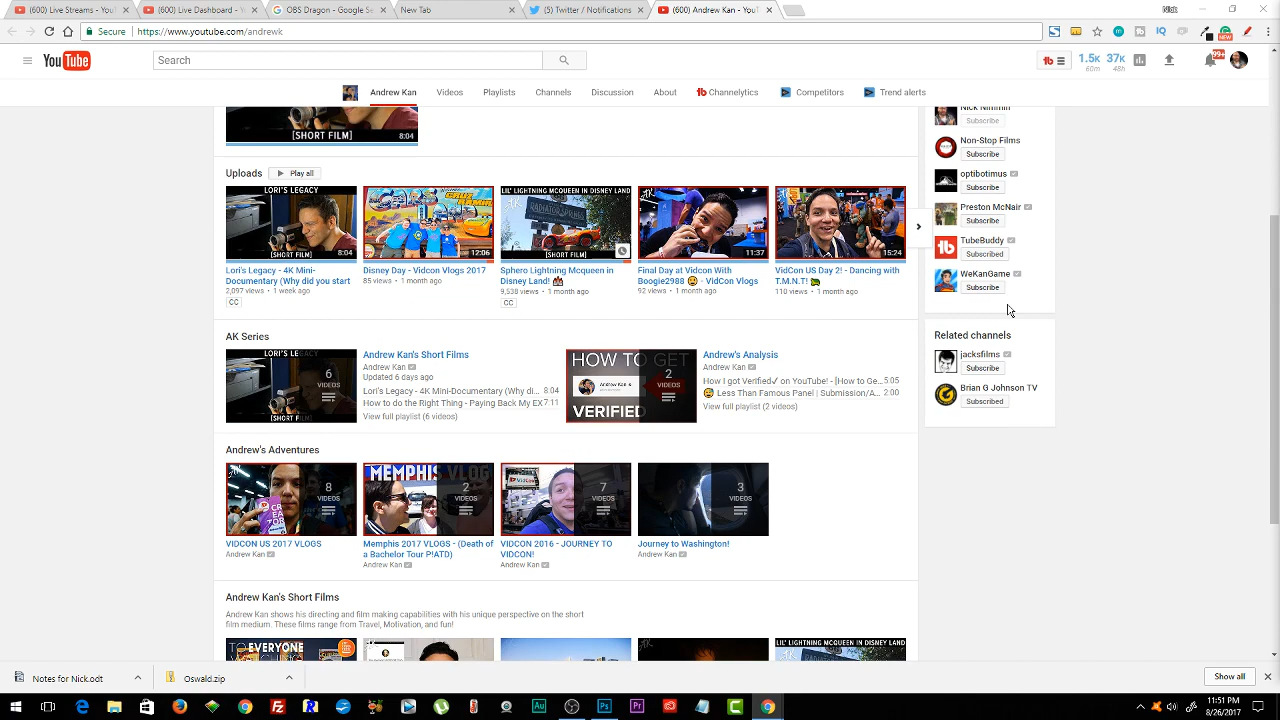 (600) Live Streams - You
(600) Live Dashboard - Y
OBS Dragon - Google Se
New Tab
(5) Twitter / Notifications
(600) Andrew Kan - YouT
Nick
Secure
https://www.youtube.com/andrewk
YouTube
Search
1.5K
60m
37K
48h
99+
NEW
Andrew Kan
Videos
Playlists
Channels
Discussion
About
Channelytics
Competitors
Trend alerts
[SHORT FILM]
8:04
Nick Nimmin
Subscribe
Non-Stop Films
Subscribe
optibotimus
Subscribe
Preston McNair
Subscribe
TubeBuddy
Subscribed
WeKanGame
Subscribe
Related channels
jacksfilms
Subscribe
Brian G Johnson TV
Subscribed
Uploads
Play all
LORI'S LEGACY
[SHORT FILM]
8:04
12:06
LIL' LIGHTNING MCQUEEN IN DISNEY LAND!
11:37
15:24
Lori's Legacy - 4K Mini-
Documentary (Why did you start
2,097 views • 1 week ago
CC
Disney Day - Vidcon Vlogs 2017
85 views • 1 month ago
Sphero Lightning Mcqueen in
Disney Land!
9,538 views • 1 month ago
CC
Final Day at Vidcon With
Boogie2988 😅 - VidCon Vlogs
92 views • 1 month ago
VidCon US Day 2! - Dancing with
T.M.N.T!
110 views • 1 month ago
AK Series
6
VIDEOS
Andrew Kan's Short Films
Andrew Kan
Updated 6 days ago
Lori's Legacy - 4K Mini-Documentary (Why di... 8:04
How to do the Right Thing - Paying Back My EX 7:11
View full playlist (6 videos)
HOW TO GET
VERIFIED
2
VIDEOS
Andrew's Analysis
Andrew Kan
How I got Verified✓ on YouTube! - [How to Ge... 5:05
😅 Less Than Famous Panel | Submission/A... 2:00
View full playlist (2 videos)
Andrew's Adventures
8
VIDEOS
MEMPHIS VLOG
2
VIDEOS
7
VIDEOS
3
VIDEOS
VIDCON US 2017 VLOGS
Andrew Kan
Memphis 2017 VLOGS - (Death of
a Bachelor Tour P!ATD)
Andrew Kan
VIDCON 2016 - JOURNEY TO
VIDCON!
Andrew Kan
Journey to Washington!
Andrew Kan
Andrew Kan's Short Films
Andrew Kan shows his directing and film making capabilities with his unique perspective on the short
film medium. These films range from Travel, Motivation, and fun!
TO EVERYONE
LIL' LIGHTNING MCQUEEN IN DISNEY LAND!
Notes for Nick.odt
Oswald.zip
Show all
11:51 PM
8/26/2017